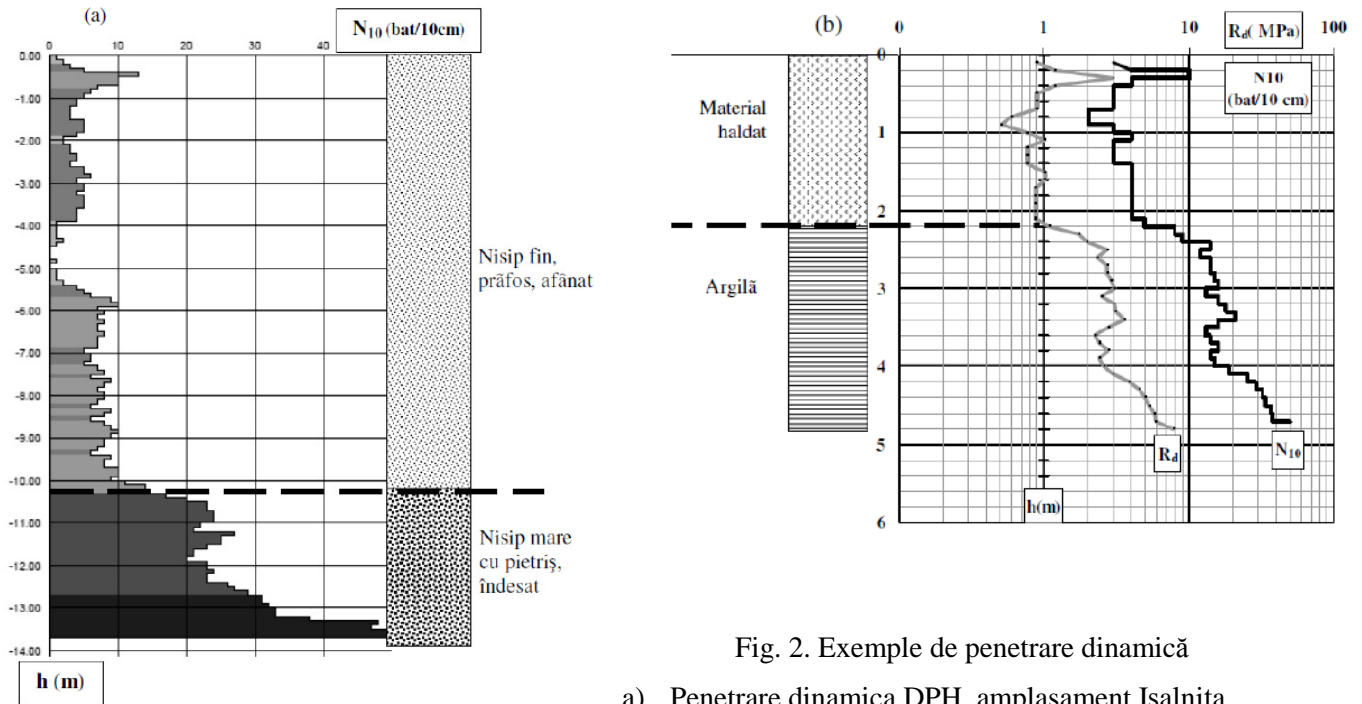 (a)
N10 (bat/10cm)
0
10
20
30
40
0.00
-1.00
-2.00
-3.00
-4.00
-5.00
-6.00
-7.00
-8.00
-9.00
-10.00
-11.00
-12.00
-13.00
-14.00
h (m)
Nisip fin,
prãfos, afânat
Nisip mare
cu pietriş,
îndesat
(b)
0
1
10
Rd( MPa)
100
N10
(bat/10 cm)
0
1
2
3
4
5
6
Material
haldat
Argilã
Rd
N10
h(m)
Fig. 2. Exemple de penetrare dinamică
a) Penetrare dinamica DPH, amplasament Isalnita